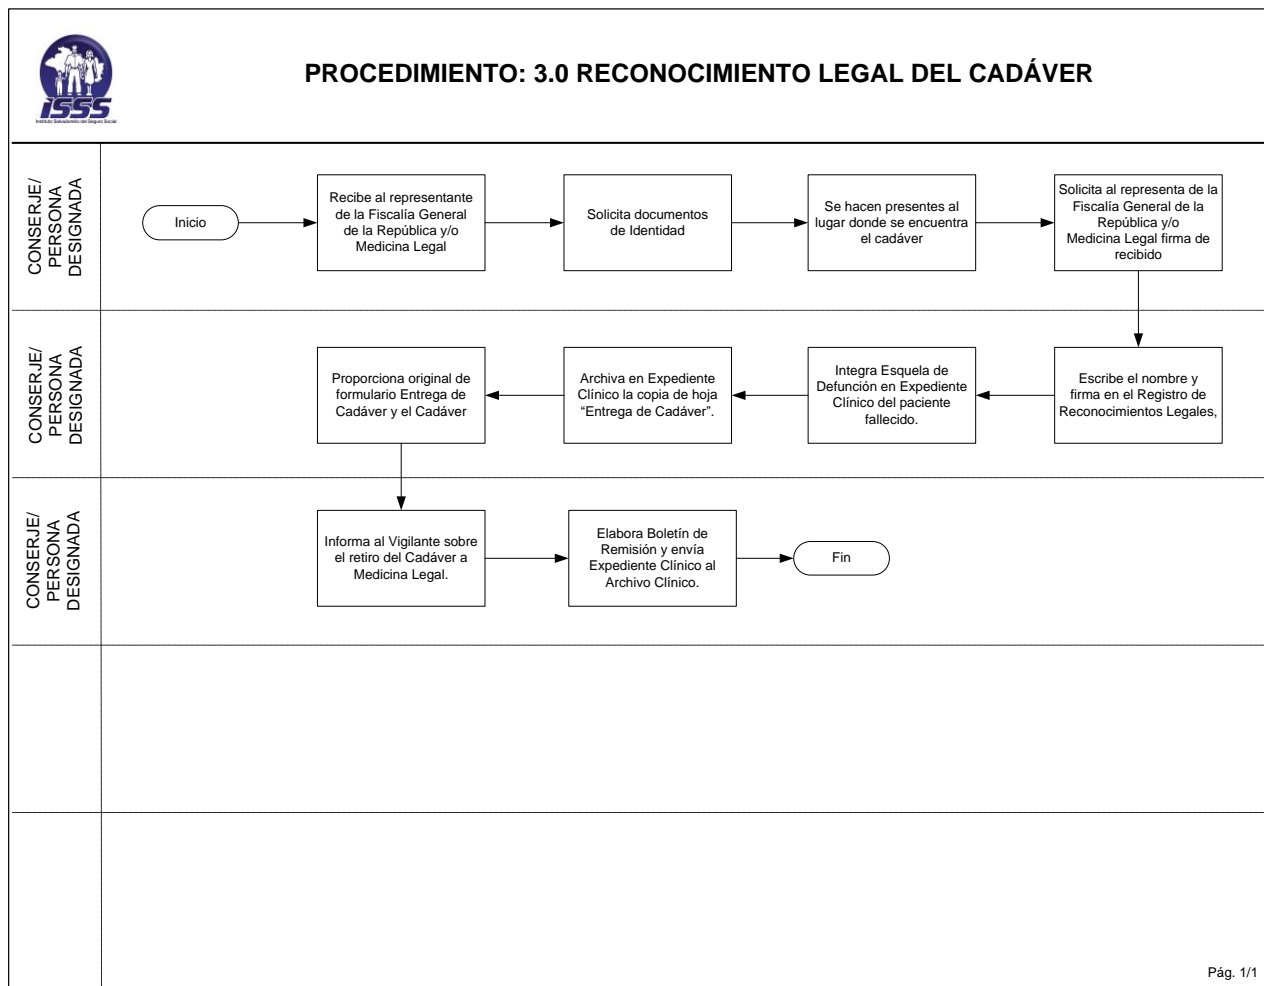 ISSS
Instituto Salvadoreño del Seguro Social
PROCEDIMIENTO: 3.0 RECONOCIMIENTO LEGAL DEL CADÁVER
CONSERJE/
PERSONA
DESIGNADA
Inicio
Recibe al representante
de la Fiscalía General
de la República y/o
Medicina Legal
Solicita documentos
de Identidad
Se hacen presentes al
lugar donde se encuentra
el cadáver
Solicita al representa de la
Fiscalía General de la
República y/o
Medicina Legal firma de
recibido
CONSERJE/
PERSONA
DESIGNADA
Proporciona original de
formulario Entrega de
Cadáver y el Cadáver
Archiva en Expediente
Clínico la copia de hoja
“Entrega de Cadáver”.
Integra Esquela de
Defunción en Expediente
Clínico del paciente
fallecido.
Escribe el nombre y
firma en el Registro de
Reconocimientos Legales,
CONSERJE/
PERSONA
DESIGNADA
Informa al Vigilante sobre
el retiro del Cadáver a
Medicina Legal.
Elabora Boletín de
Remisión y envía
Expediente Clínico al
Archivo Clínico.
Fin
Pág. 1/1